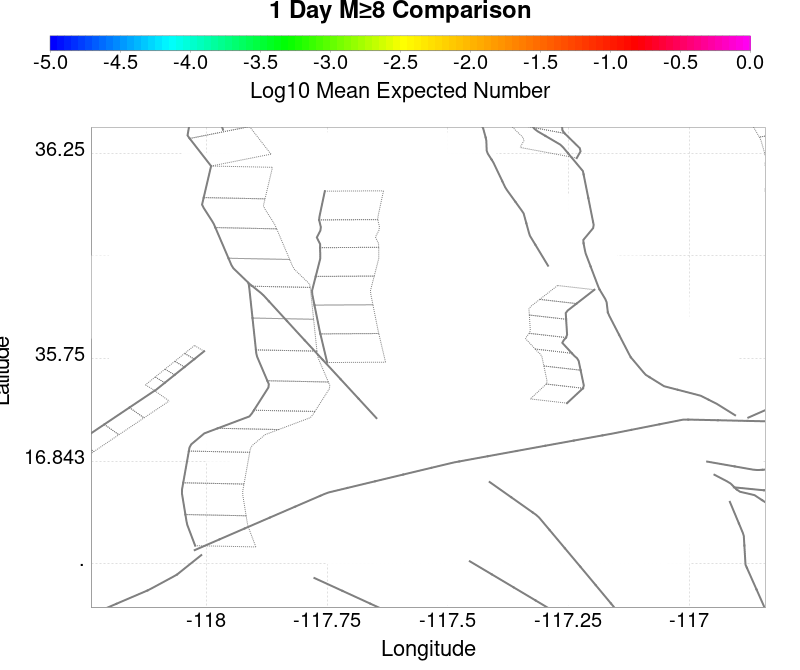 1 Day M≥8 Comparison
-5.0 -4.5 -4.0 -3.5 -3.0 -2.5 -2.0 -1.5 -1.0 -0.5 0.0
Log10 Mean Expected Number
36.25
35.75
16.843
.
Latitude
-118 -117.75 -117.5 -117.25 -117
Longitude